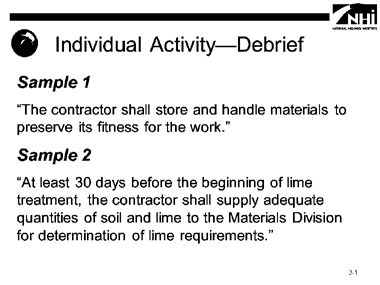 NHI
NATIONAL HIGHWAY INSTITUTE
Individual Activity—Debrief
Sample 1
“The contractor shall store and handle materials to
preserve its fitness for the work.”
Sample 2
“At least 30 days before the beginning of lime
treatment, the contractor shall supply adequate
quantities of soil and lime to the Materials Division
for determination of lime requirements.”